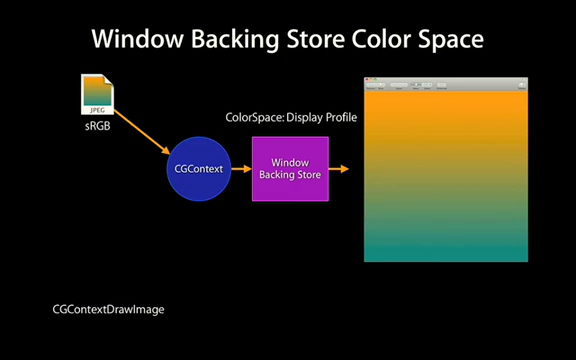 Window Backing Store Color Space
JPEG
sRGB
ColorSpace: Display Profile
CGContext
Window
Backing Store
CGContextDrawImage